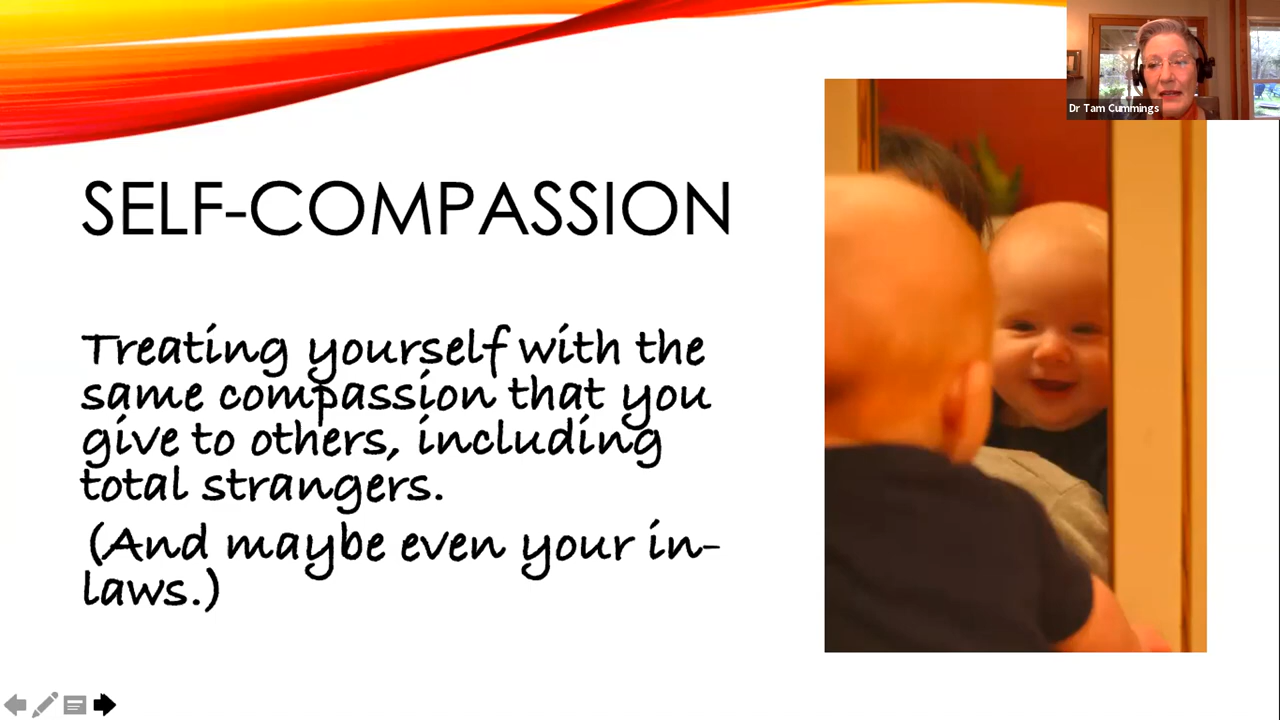 Dr Tam Cummings
SELF-COMPASSION
Treating yourself with the
same compassion that you
give to others, including
total strangers.
(And maybe even your in-
laws.)